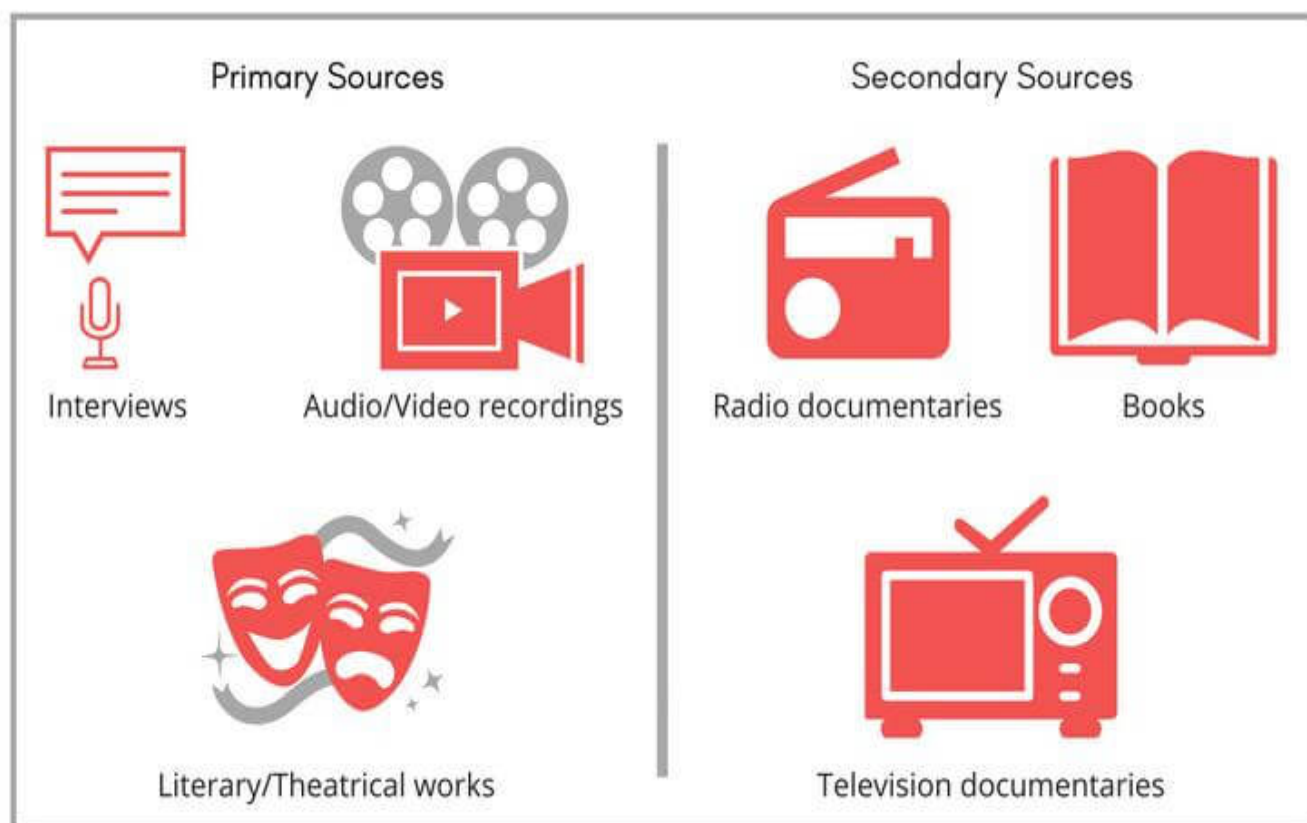 Primary Sources
Secondary Sources
Interviews
Audio/Video recordings
Radio documentaries
Books
Literary/Theatrical works
Television documentaries